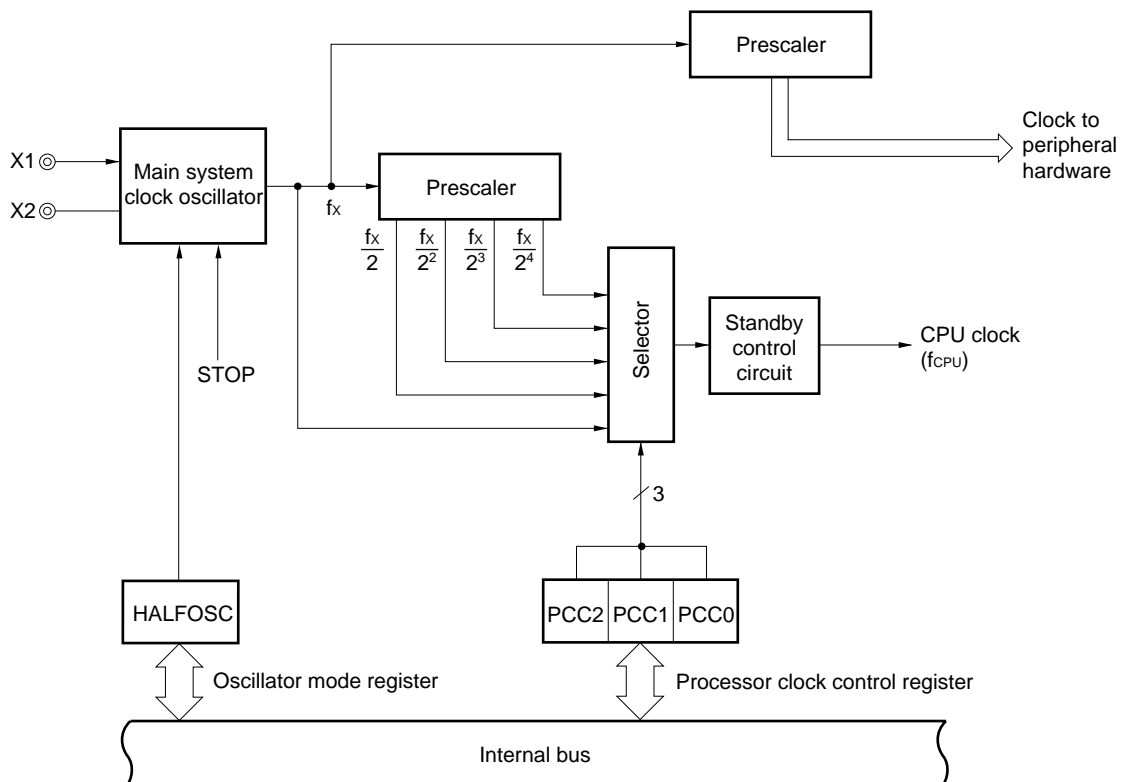 Prescaler
Clock to
peripheral
hardware
X1
X2
Main system
clock oscillator
fX
Prescaler
fX/2
fX/2²
fX/2³
fX/2⁴
Selector
Standby
control
circuit
CPU clock
(fCPU)
STOP
3
HALFOSC
PCC2 PCC1 PCC0
Oscillator mode register
Processor clock control register
Internal bus